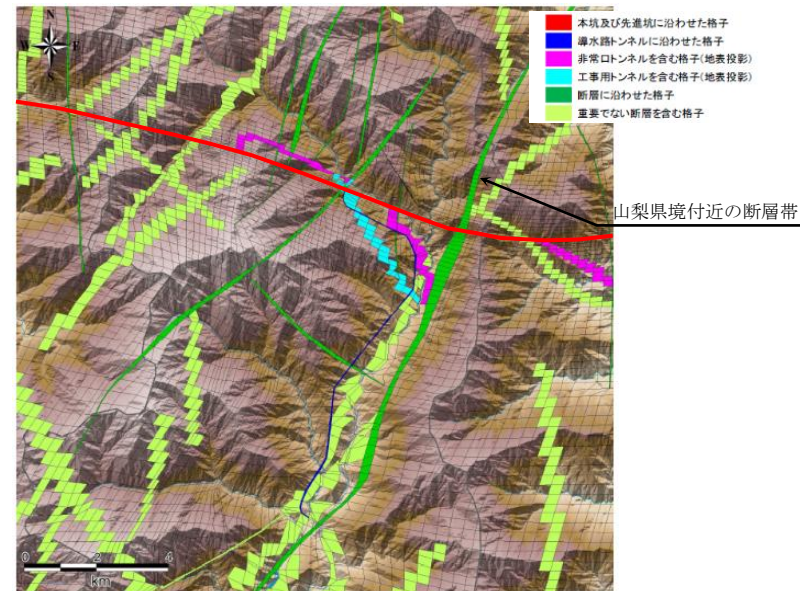 本坑及び先進坑に沿わせた格子
導水路トンネルに沿わせた格子
非常口トンネルを含む格子(地表投影)
工事用トンネルを含む格子(地表投影)
断層に沿わせた格子
重要でない断層を含む格子
N
W E
S
山梨県境付近の断層帯
0 2 4
km